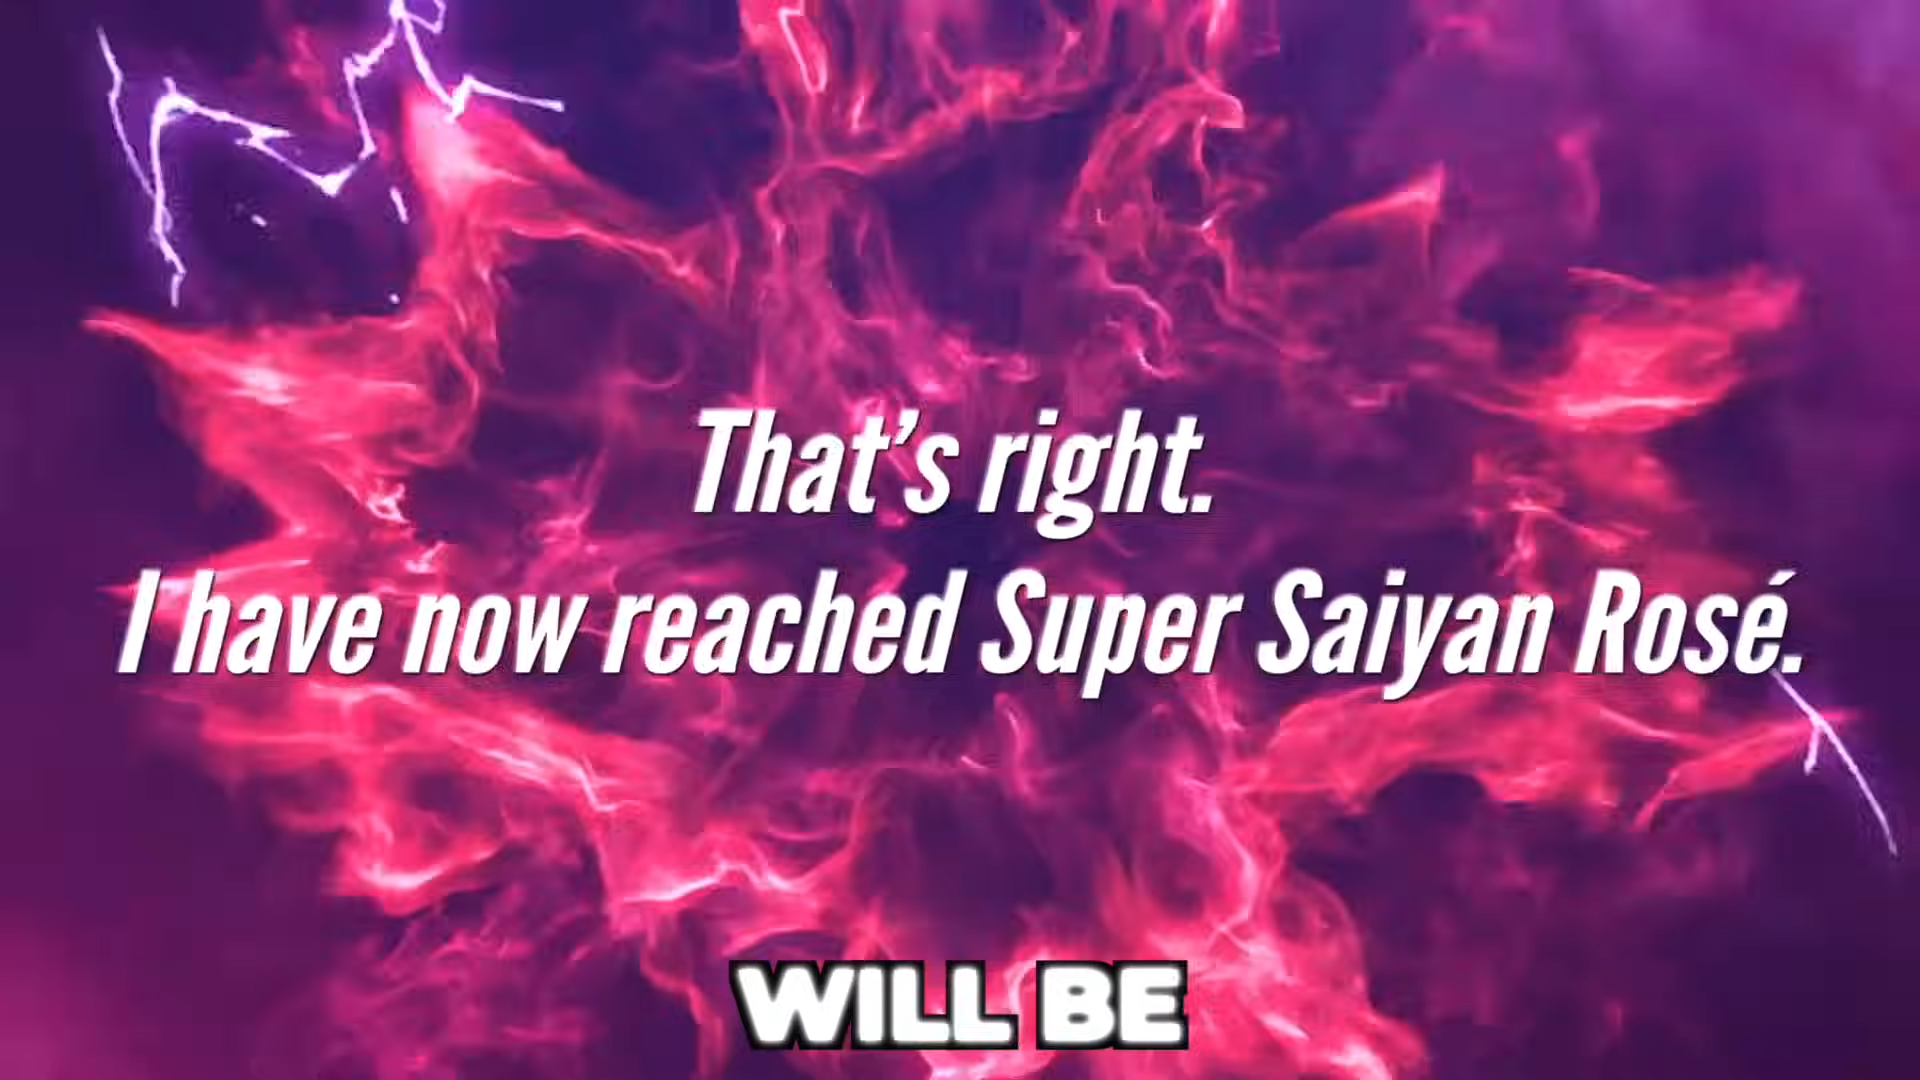 That’s right.
I have now reached Super Saiyan Rosé.
WILL BE